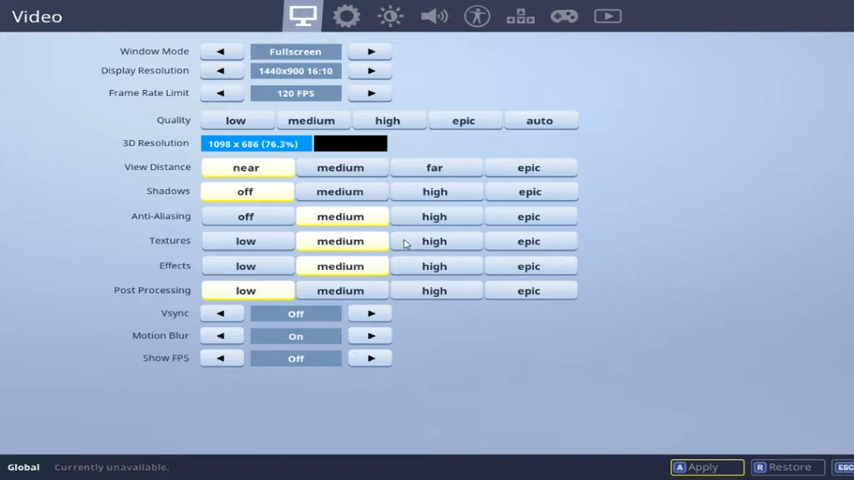 Video
Window Mode Fullscreen
Display Resolution 1440x900 16:10
Frame Rate Limit 120 FPS
Quality low medium high epic auto
3D Resolution 1098 x 686 (76.3%)
View Distance near medium far epic
Shadows off medium high epic
Anti-Aliasing off medium high epic
Textures low medium high epic
Effects low medium high epic
Post Processing low medium high epic
Vsync Off
Motion Blur On
Show FPS Off
Global Currently unavailable. A Apply R Restore ESC